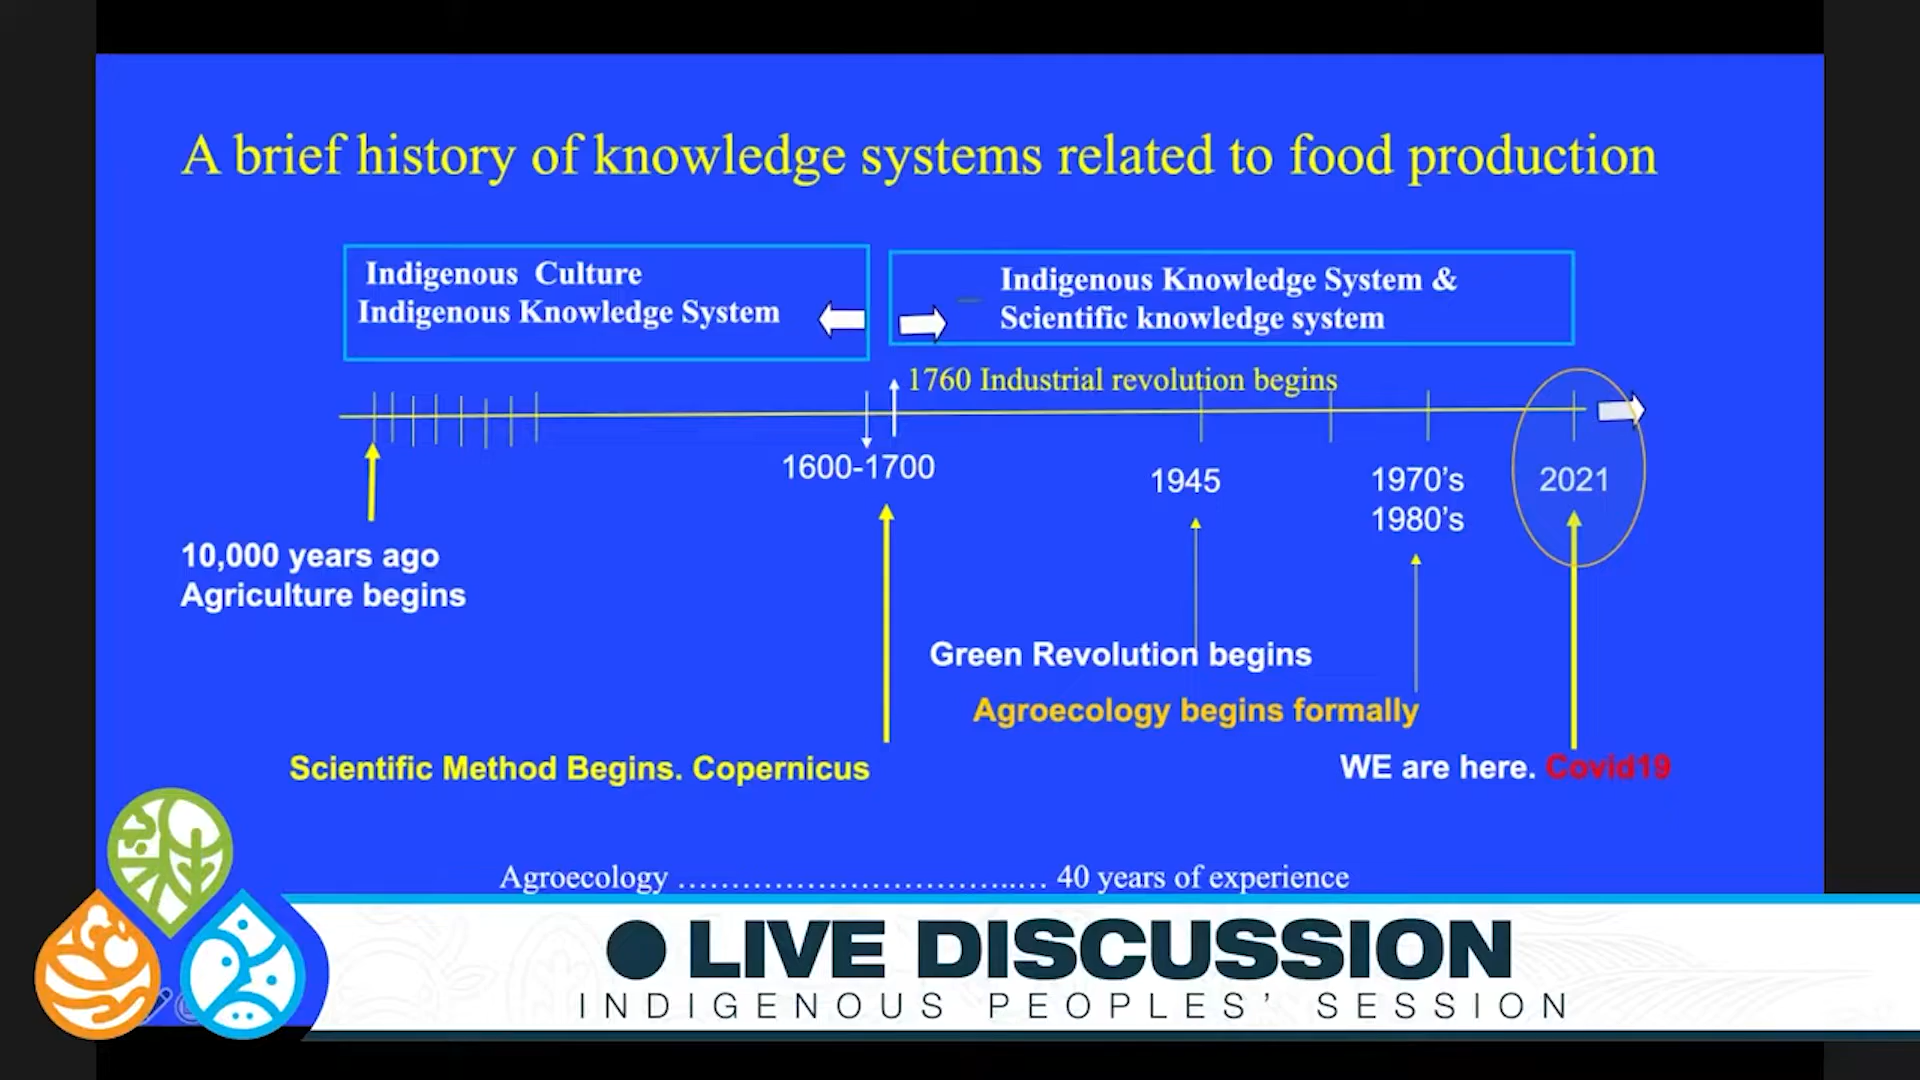 A brief history of knowledge systems related to food production
Indigenous Culture
Indigenous Knowledge System
Indigenous Knowledge System &
Scientific knowledge system
1760 Industrial revolution begins
1600-1700
1945
1970's
1980's
2021
10,000 years ago
Agriculture begins
Green Revolution begins
Agroecology begins formally
Scientific Method Begins. Copernicus
WE are here. Covid19
Agroecology ……………………………..… 40 years of experience
LIVE DISCUSSION
INDIGENOUS PEOPLES' SESSION